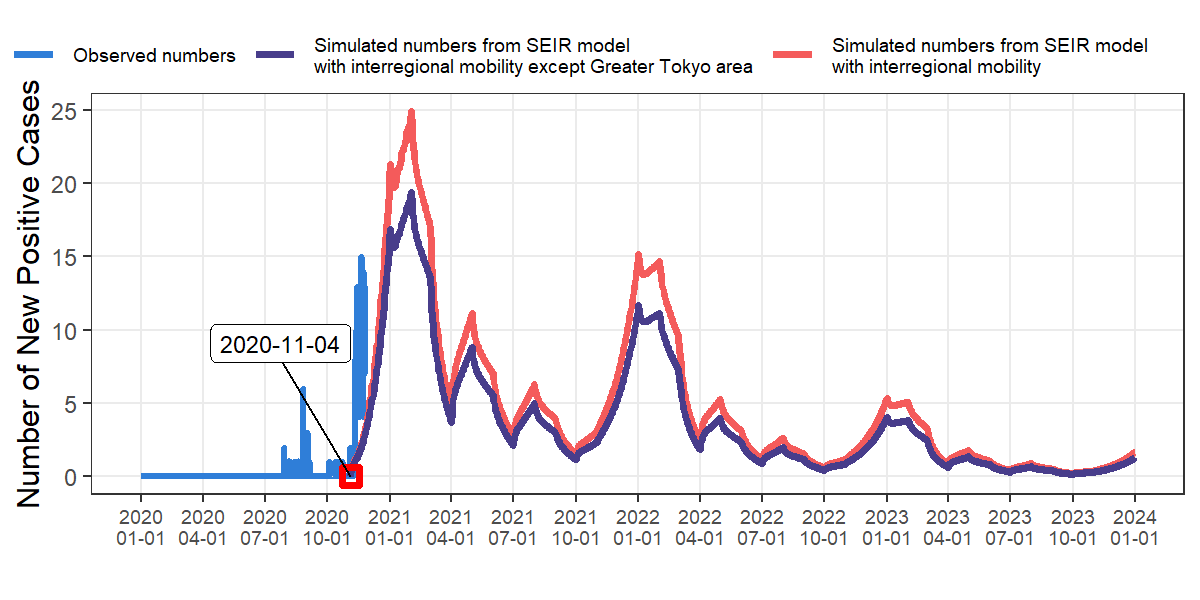 Observed numbers
Simulated numbers from SEIR model
with interregional mobility except Greater Tokyo area
Simulated numbers from SEIR model
with interregional mobility
Number of New Positive Cases
25
20
15
10
5
0
2020-11-04
2020 2020 2020 2020 2021 2021 2021 2021 2022 2022 2022 2022 2023 2023 2023 2023 2024
01-01 04-01 07-01 10-01 01-01 04-01 07-01 10-01 01-01 04-01 07-01 10-01 01-01 04-01 07-01 10-01 01-01